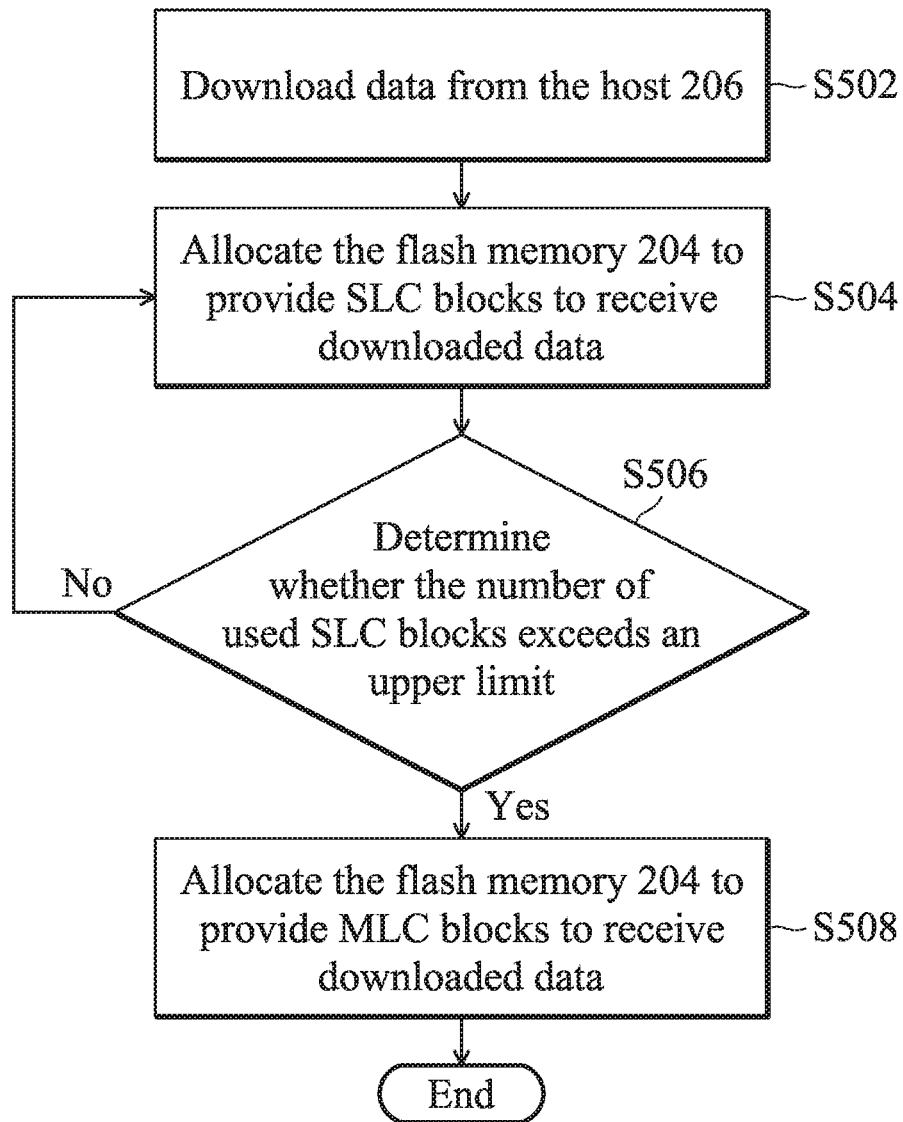 Download data from the host 206
S502
Allocate the flash memory 204 to
provide SLC blocks to receive
downloaded data
S504
S506
Determine
whether the number of
used SLC blocks exceeds an
upper limit
No
Yes
Allocate the flash memory 204 to
provide MLC blocks to receive
downloaded data
S508
End